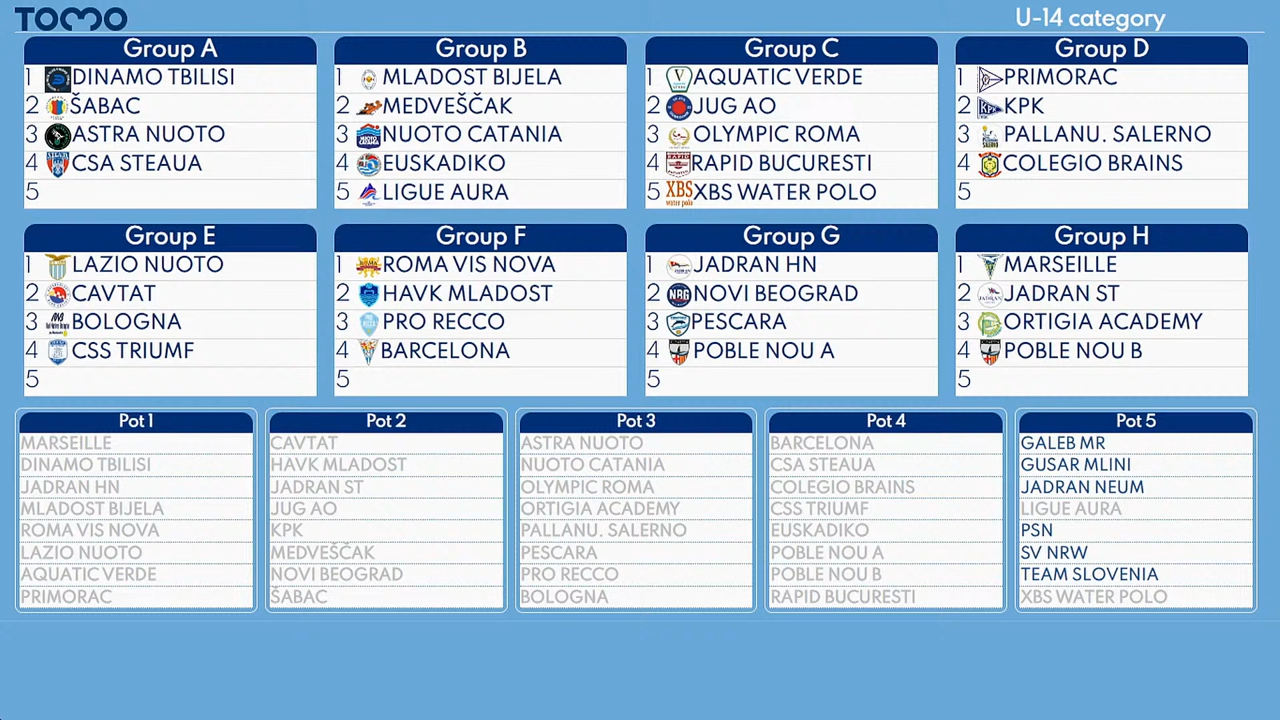 TOMO
U-14 category
Group A
1 DINAMO TBILISI
2 ŠABAC
3 ASTRA NUOTO
4 CSA STEAUA
5
Group B
1 MLADOST BIJELA
2 MEDVEŠČAK
3 NUOTO CATANIA
4 EUSKADIKO
5 LIGUE AURA
Group C
1 AQUATIC VERDE
2 JUG AO
3 OLYMPIC ROMA
4 RAPID BUCURESTI
5 XBS water polo XBS WATER POLO
Group D
1 PRIMORAC
2 KPK KPK
3 PALLANU. SALERNO
4 COLEGIO BRAINS
5
Group E
1 LAZIO NUOTO
2 CAVTAT
3 BOLOGNA
4 CSS TRIUMF
5
Group F
1 ROMA VIS NOVA
2 HAVK MLADOST
3 PRO RECCO
4 BARCELONA
5
Group G
1 JADRAN HN
2 NOVI BEOGRAD
3 PESCARA
4 POBLE NOU A
5
Group H
1 MARSEILLE
2 JADRAN ST
3 ORTIGIA ACADEMY
4 POBLE NOU B
5
Pot 1
MARSEILLE
DINAMO TBILISI
JADRAN HN
MLADOST BIJELA
ROMA VIS NOVA
LAZIO NUOTO
AQUATIC VERDE
PRIMORAC
Pot 2
CAVTAT
HAVK MLADOST
JADRAN ST
JUG AO
KPK
MEDVEŠČAK
NOVI BEOGRAD
ŠABAC
Pot 3
ASTRA NUOTO
NUOTO CATANIA
OLYMPIC ROMA
ORTIGIA ACADEMY
PALLANU. SALERNO
PESCARA
PRO RECCO
BOLOGNA
Pot 4
BARCELONA
CSA STEAUA
COLEGIO BRAINS
CSS TRIUMF
EUSKADIKO
POBLE NOU A
POBLE NOU B
RAPID BUCURESTI
Pot 5
GALEB MR
GUSAR MLINI
JADRAN NEUM
LIGUE AURA
PSN
SV NRW
TEAM SLOVENIA
XBS WATER POLO